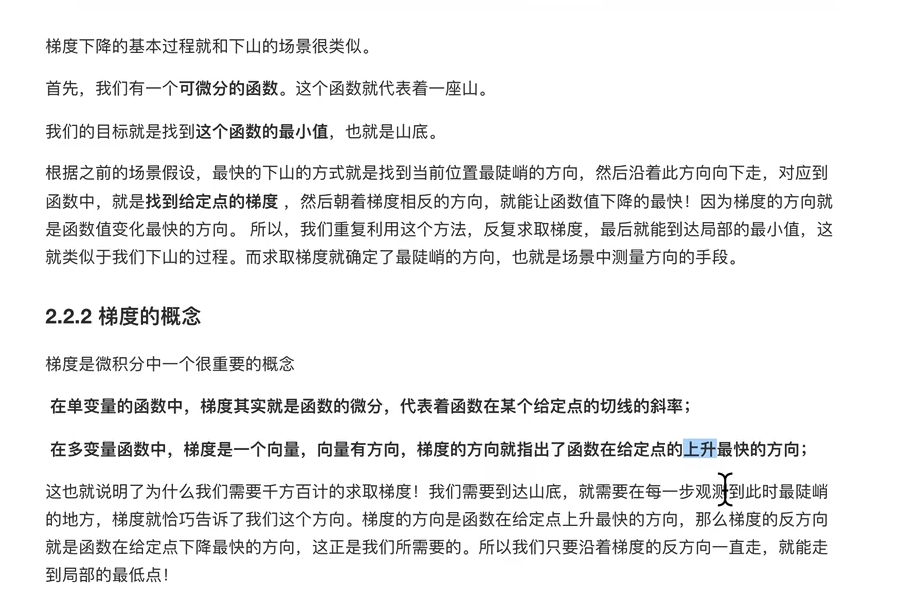 梯度下降的基本过程就和下山的场景很类似。
首先，我们有一个可微分的函数。这个函数就代表着一座山。
我们的目标就是找到这个函数的最小值，也就是山底。
根据之前的场景假设，最快的下山的方式就是找到当前位置最陡峭的方向，然后沿着此方向向下走，对应到
函数中，就是找到给定点的梯度 ，然后朝着梯度相反的方向，就能让函数值下降的最快！因为梯度的方向就
是函数值变化最快的方向。 所以，我们重复利用这个方法，反复求取梯度，最后就能到达局部的最小值，这
就类似于我们下山的过程。而求取梯度就确定了最陡峭的方向，也就是场景中测量方向的手段。
2.2.2 梯度的概念
梯度是微积分中一个很重要的概念
在单变量的函数中，梯度其实就是函数的微分，代表着函数在某个给定点的切线的斜率；
在多变量函数中，梯度是一个向量，向量有方向，梯度的方向就指出了函数在给定点的上升最快的方向；
这也就说明了为什么我们需要千方百计的求取梯度！我们需要到达山底，就需要在每一步观测到此时最陡峭
的地方，梯度就恰巧告诉了我们这个方向。梯度的方向是函数在给定点上升最快的方向，那么梯度的反方向
就是函数在给定点下降最快的方向，这正是我们所需要的。所以我们只要沿着梯度的反方向一直走，就能走
到局部的最低点！